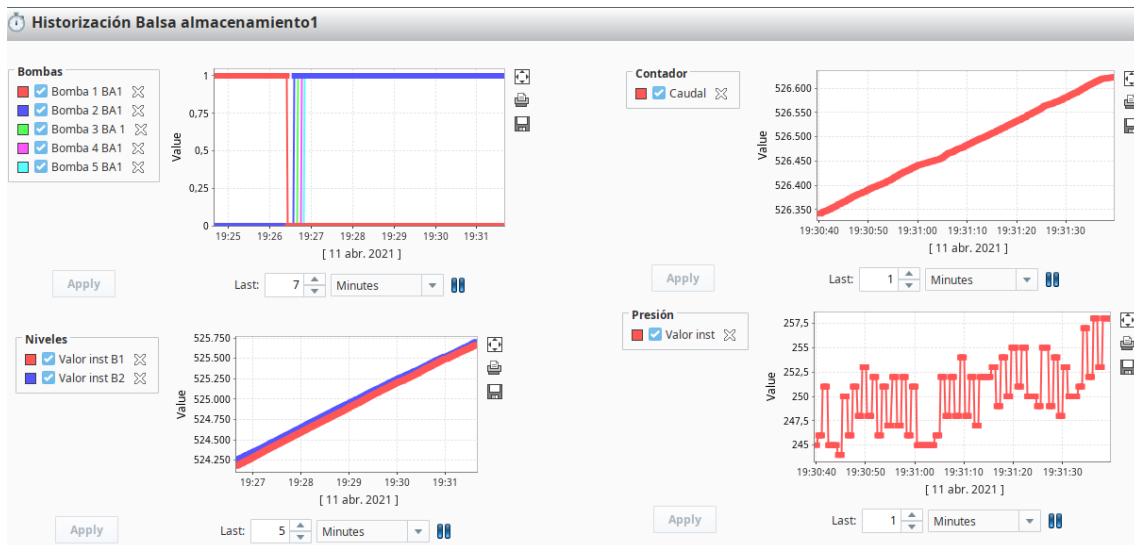 Historización Balsa almacenamiento1
Bombas
Bomba 1 BA1
Bomba 2 BA1
Bomba 3 BA 1
Bomba 4 BA1
Bomba 5 BA1
Value
1
0,75
0,5
0,25
0
19:25 19:26 19:27 19:28 19:29 19:30 19:31
[ 11 abr. 2021 ]
Apply
Last: 7 Minutes
Contador
Caudal
Value
526.600
526.550
526.500
526.450
526.400
526.350
19:30:40 19:30:50 19:31:00 19:31:10 19:31:20 19:31:30
[ 11 abr. 2021 ]
Apply
Last: 1 Minutes
Niveles
Valor inst B1
Valor inst B2
Value
525.750
525.500
525.250
525.000
524.750
524.500
524.250
19:27 19:28 19:29 19:30 19:31
[ 11 abr. 2021 ]
Apply
Last: 5 Minutes
Presión
Valor inst
Value
257,5
255
252,5
250
247,5
245
19:30:40 19:30:50 19:31:00 19:31:10 19:31:20 19:31:30
[ 11 abr. 2021 ]
Apply
Last: 1 Minutes